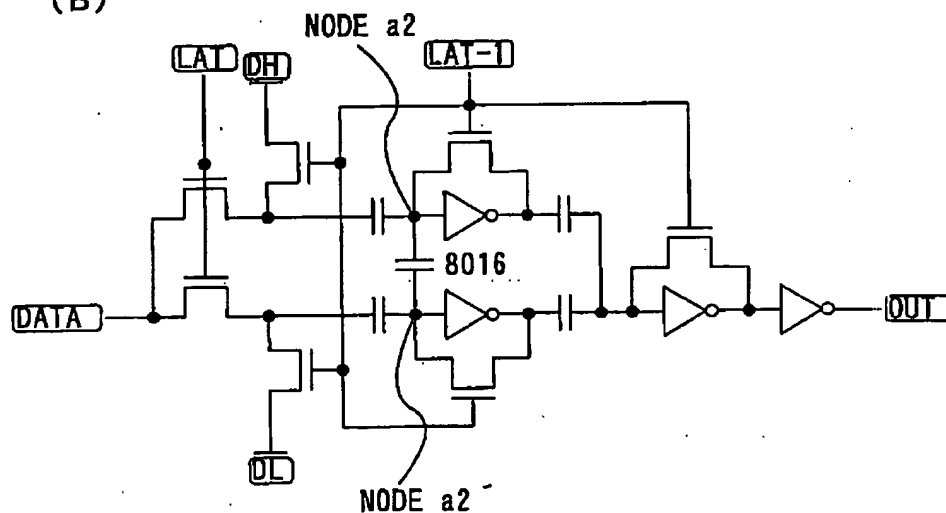 (B)
NODE a2
LAT
DH
LAT-1
8016
DATA
OUT
DL
NODE a2